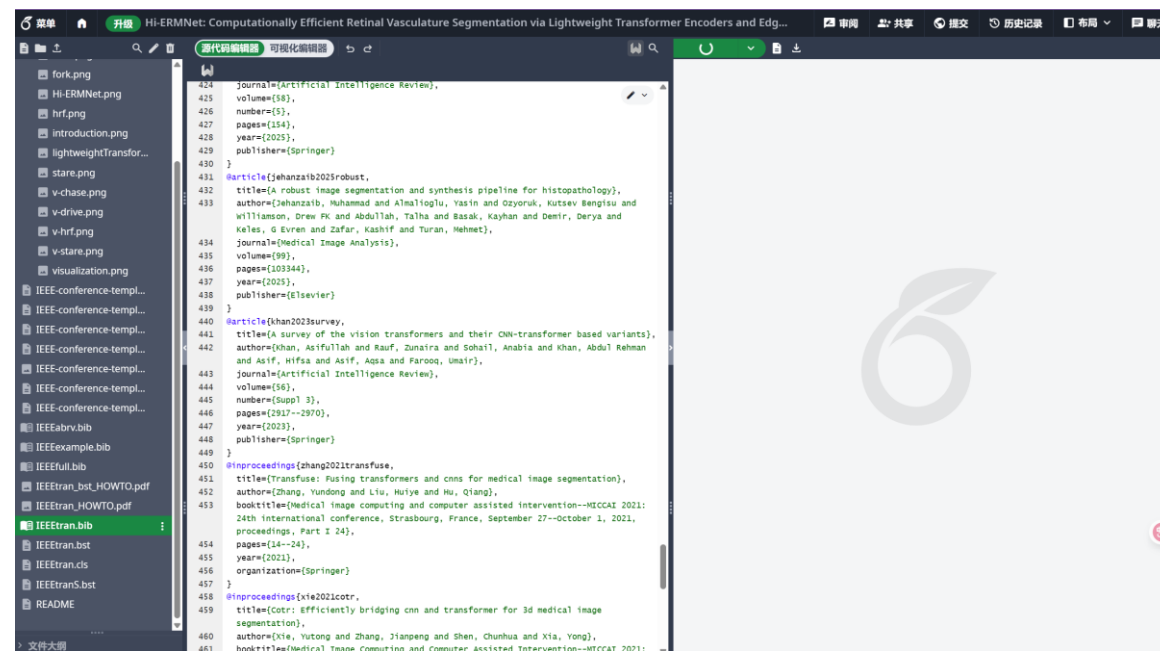 菜单
升级
Hi-ERMNet: Computationally Efficient Retinal Vasculature Segmentation via Lightweight Transformer Encoders and Edg...
审阅
共享
提交
历史记录
布局
源代码编辑器
可视化编辑器
fork.png
Hi-ERMNet.png
hrf.png
introduction.png
lightweightTransfor...
stare.png
v-chase.png
v-drive.png
v-hrf.png
v-stare.png
visualization.png
IEEE-conference-templ...
IEEE-conference-templ...
IEEE-conference-templ...
IEEE-conference-templ...
IEEE-conference-templ...
IEEE-conference-templ...
IEEE-conference-templ...
IEEEabrv.bib
IEEEexample.bib
IEEEfull.bib
IEEEtran_bst_HOWTO.pdf
IEEEtran_HOWTO.pdf
IEEEtran.bib
IEEEtran.bst
IEEEtran.cls
IEEEtranS.bst
README
文件大纲
424 journal={Artificial Intelligence Review},
425 volume={58},
426 number={5},
427 pages={154},
428 year={2025},
429 publisher={Springer}
430 }
431 @article{jehanzaib2025robust,
432 title={A robust image segmentation and synthesis pipeline for histopathology},
433 author={Jehanzaib, Muhammad and Almalioglu, Yasin and Ozyoruk, Kutsev Bengisu and
Williamson, Drew FK and Abdullah, Talha and Basak, Kayhan and Demir, Derya and
Keles, G Evren and Zafar, Kashif and Turan, Mehmet},
434 journal={Medical Image Analysis},
435 volume={99},
436 pages={103344},
437 year={2025},
438 publisher={Elsevier}
439 }
440 @article{khan2023survey,
441 title={A survey of the vision transformers and their CNN-transformer based variants},
442 author={Khan, Asifullah and Rauf, Zunaira and Sohail, Anabia and Khan, Abdul Rehman
and Asif, Hifsa and Asif, Aqsa and Farooq, Umair},
443 journal={Artificial Intelligence Review},
444 volume={56},
445 number={Suppl 3},
446 pages={2917--2970},
447 year={2023},
448 publisher={Springer}
449 }
450 @inproceedings{zhang2021transfuse,
451 title={Transfuse: Fusing transformers and cnns for medical image segmentation},
452 author={Zhang, Yundong and Liu, Huiye and Hu, Qiang},
453 booktitle={Medical image computing and computer assisted intervention--MICCAI 2021:
24th international conference, Strasbourg, France, September 27--October 1, 2021,
proceedings, Part I 24},
454 pages={14--24},
455 year={2021},
456 organization={Springer}
457 }
458 @inproceedings{xie2021cotr,
459 title={Cotr: Efficiently bridging cnn and transformer for 3d medical image
segmentation},
460 author={Xie, Yutong and Zhang, Jianpeng and Shen, Chunhua and Xia, Yong},
461 booktitle={Medical Image Computing and Computer Assisted Intervention--MICCAI 2021: